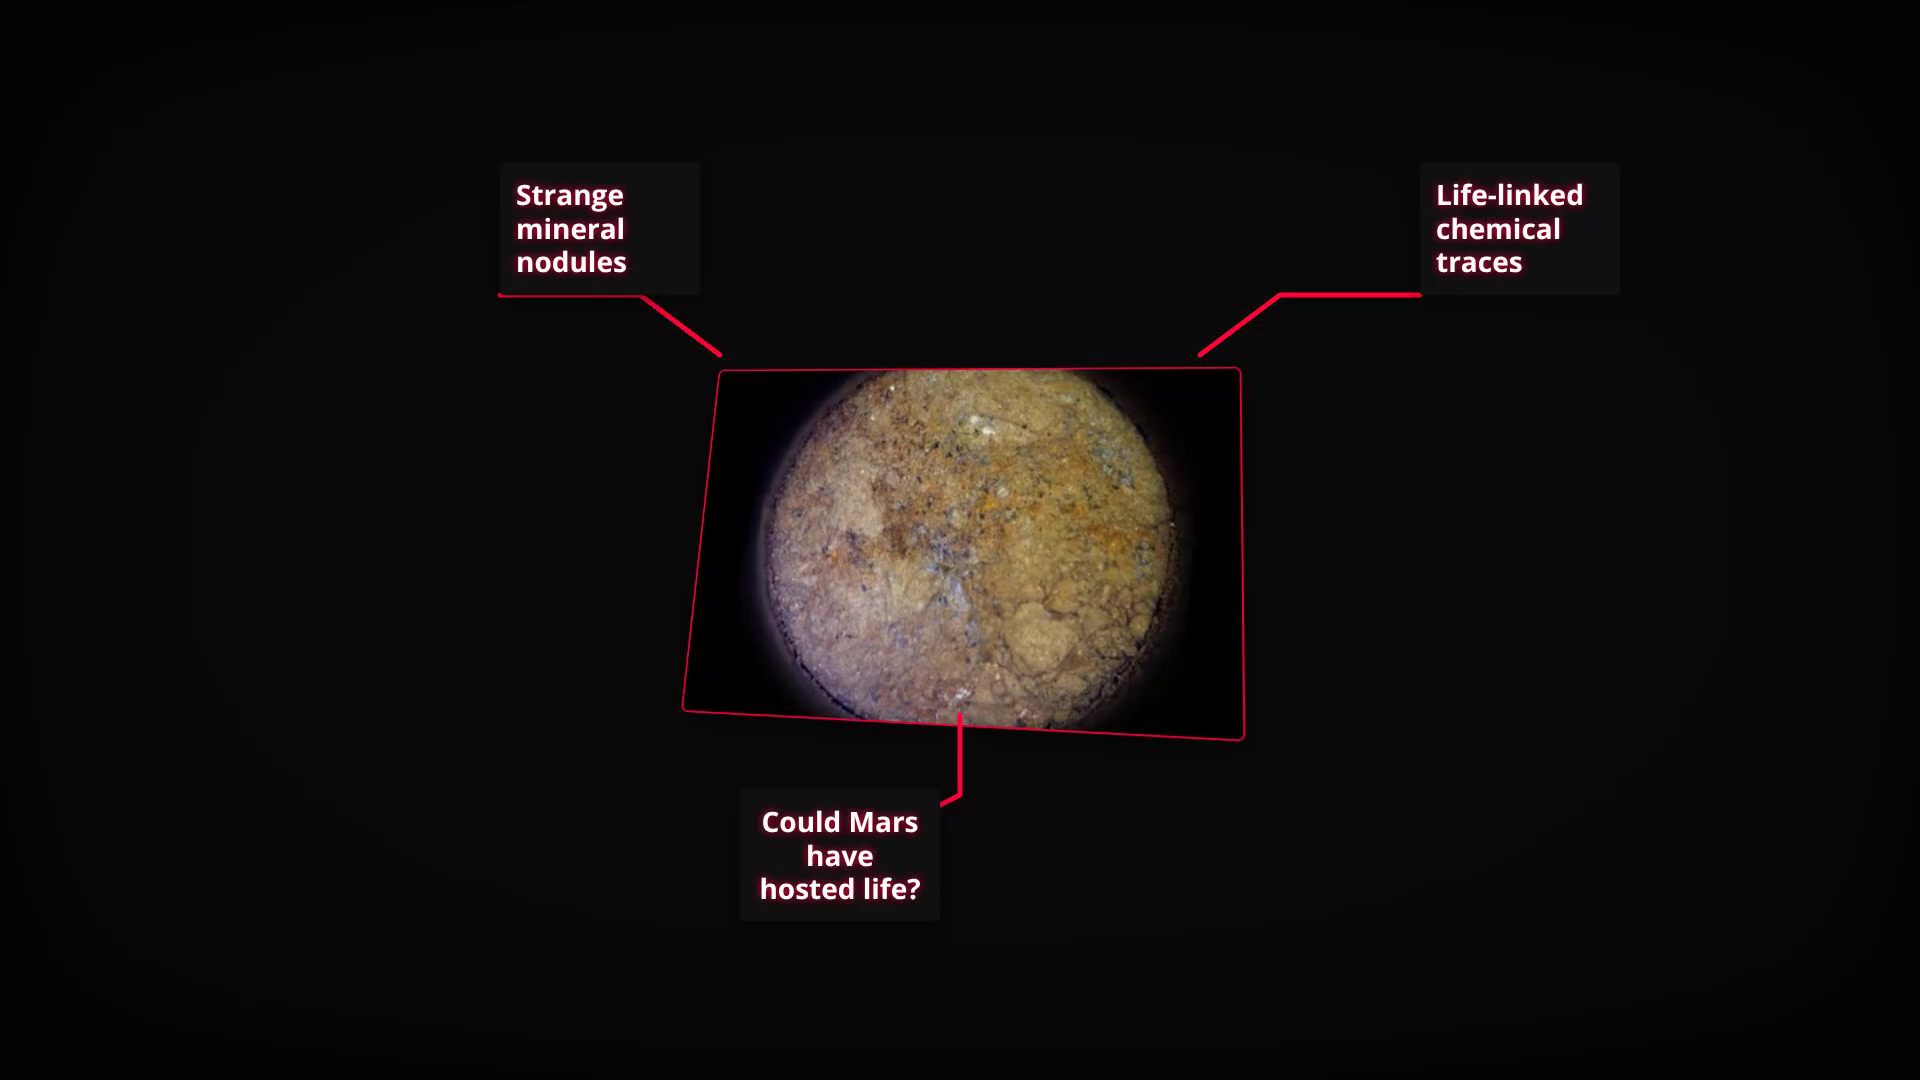 Strange
mineral
nodules
Life-linked
chemical
traces
Could Mars
have
hosted life?